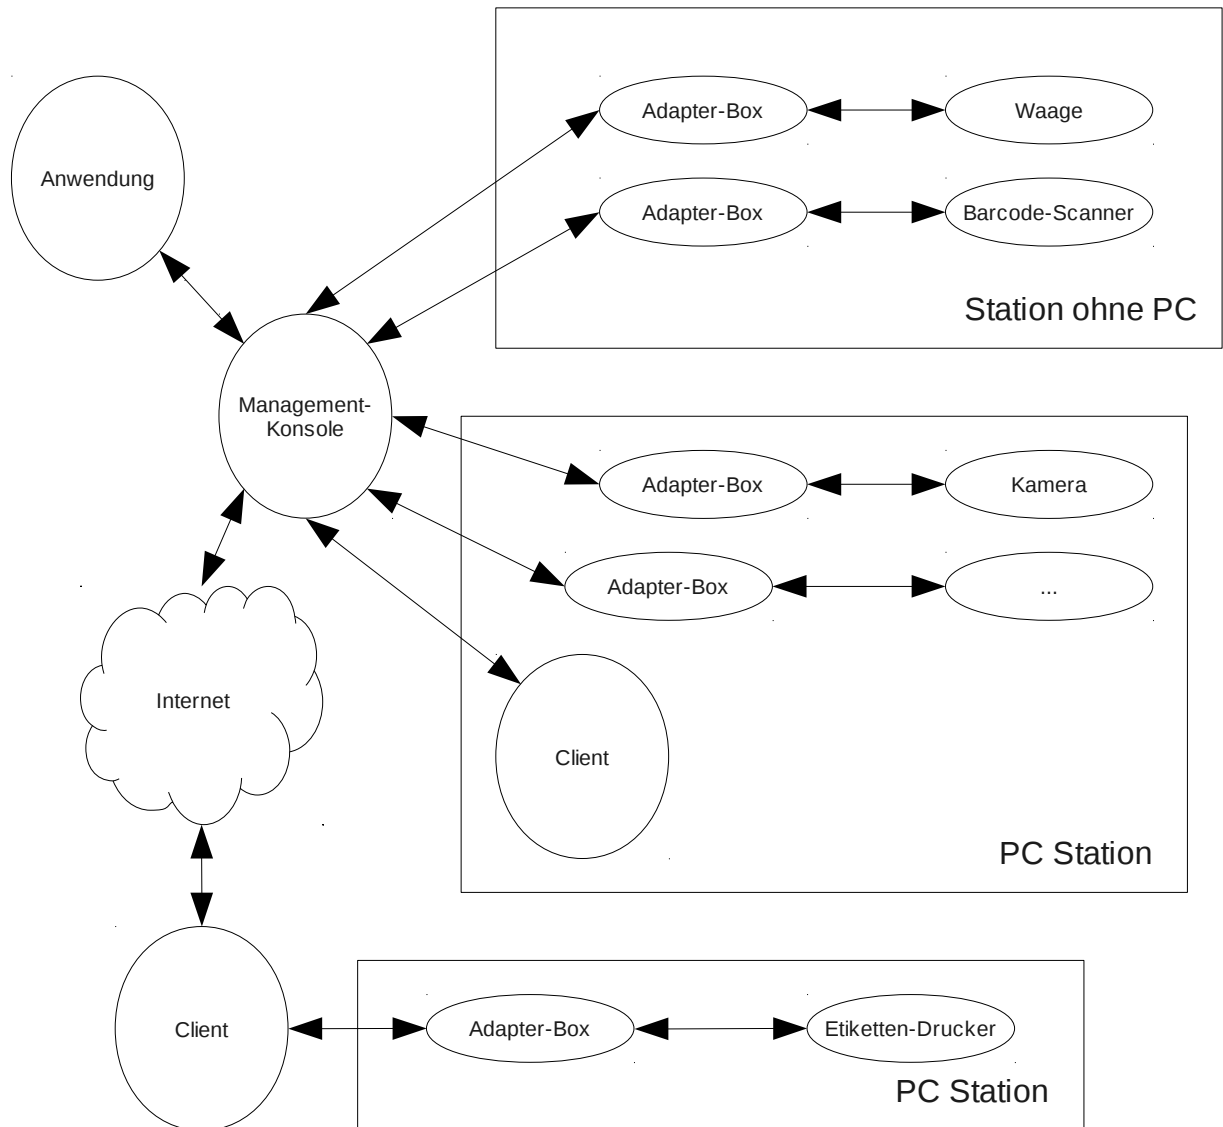 Adapter-Box
Waage
Anwendung
Adapter-Box
Barcode-Scanner
Station ohne PC
Management-
Konsole
Adapter-Box
Kamera
Adapter-Box
...
Internet
Client
PC Station
Client
Adapter-Box
Etiketten-Drucker
PC Station